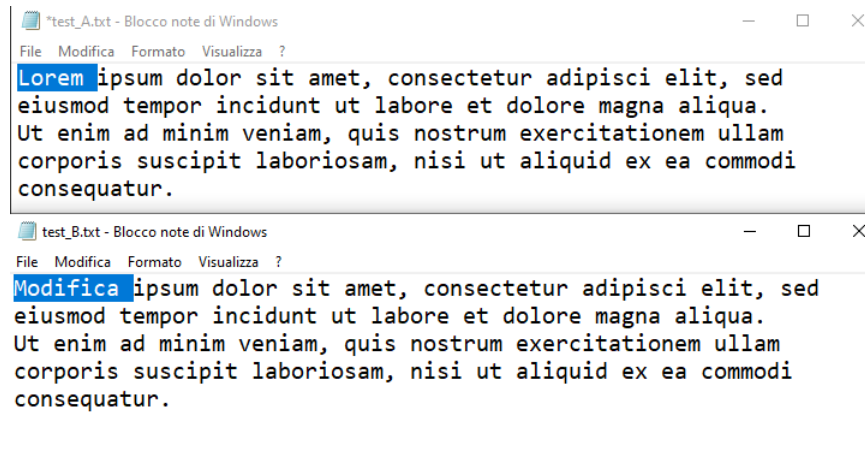 *test_A.txt - Blocco note di Windows
File Modifica Formato Visualizza ?
Lorem ipsum dolor sit amet, consectetur adipisci elit, sed
eiusmod tempor incidunt ut labore et dolore magna aliqua.
Ut enim ad minim veniam, quis nostrum exercitationem ullam
corporis suscipit laboriosam, nisi ut aliquid ex ea commodi
consequatur.
test_B.txt - Blocco note di Windows
File Modifica Formato Visualizza ?
Modifica ipsum dolor sit amet, consectetur adipisci elit, sed
eiusmod tempor incidunt ut labore et dolore magna aliqua.
Ut enim ad minim veniam, quis nostrum exercitationem ullam
corporis suscipit laboriosam, nisi ut aliquid ex ea commodi
consequatur.